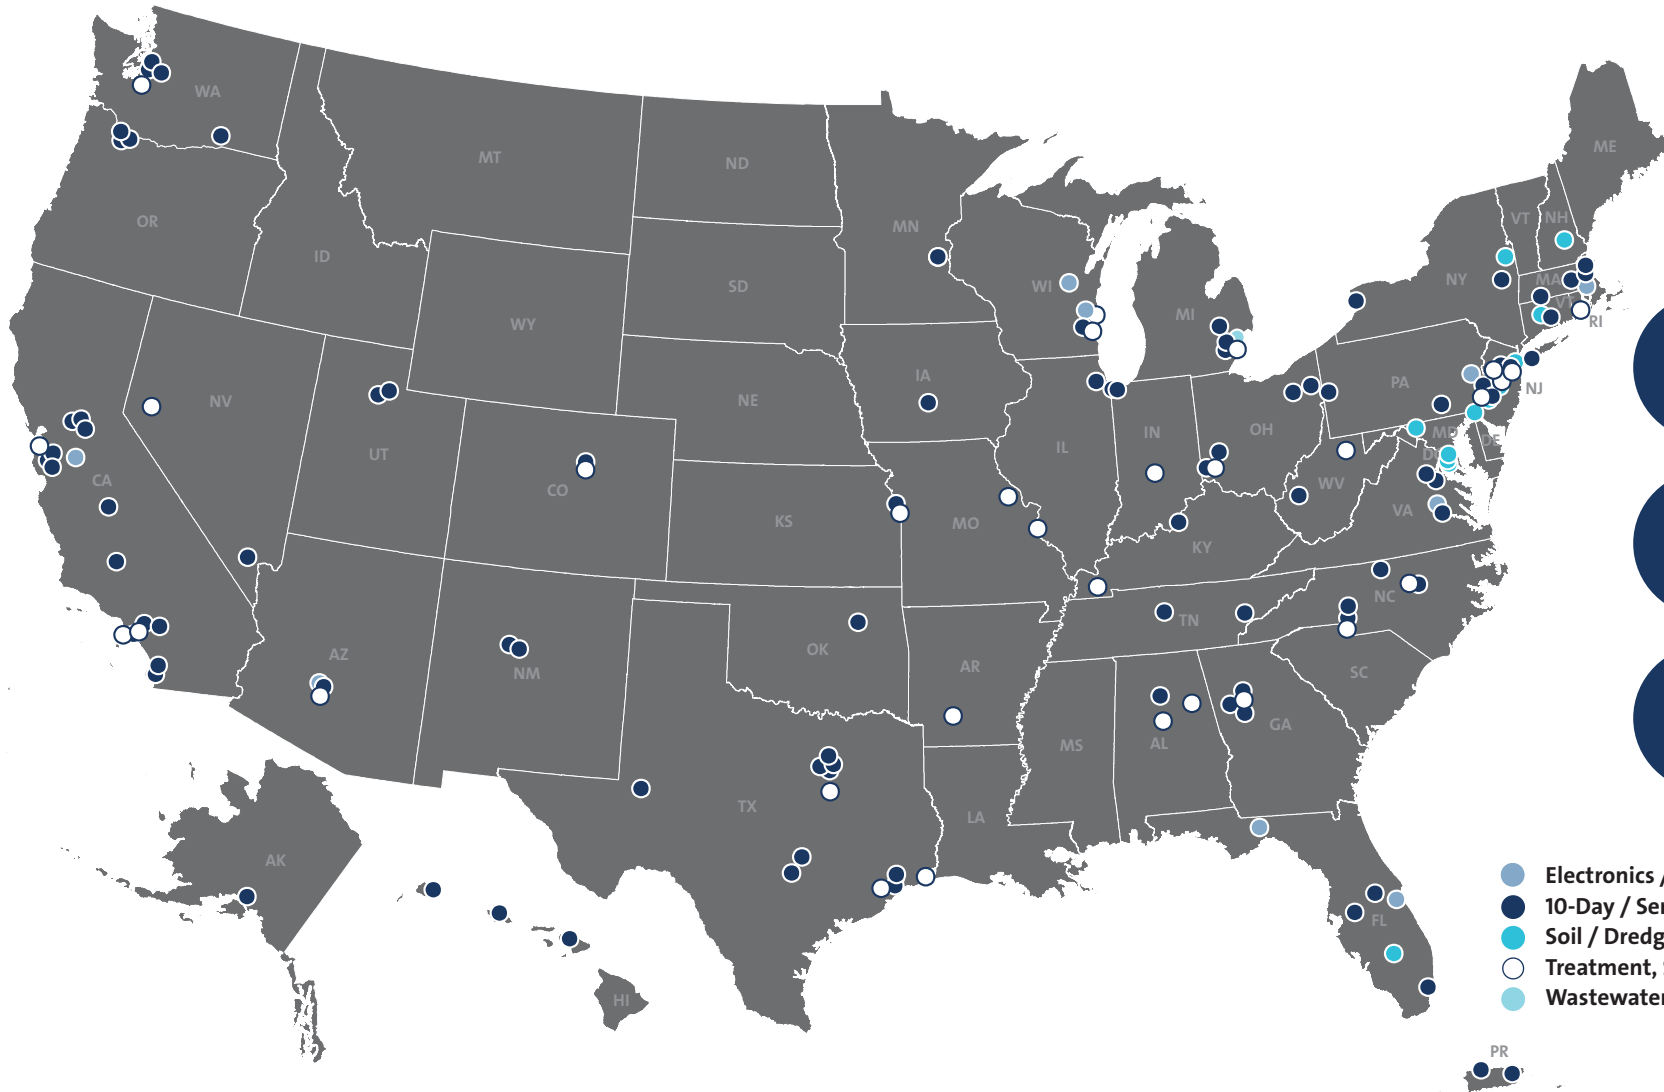 WA
MT
ND
ME
OR
MN
VT
NH
ID
SD
WI
NY
MA
MI
VT
RI
WY
IA
PA
NJ
NV
NE
UT
IL
IN
OH
MD
DE
CA
CO
WV
KS
MO
VA
KY
NC
TN
AZ
NM
OK
AR
SC
MS
AL
GA
TX
LA
AK
FL
HI
PR
Electronics /
10-Day /
Soil /
Treatment,
Wastewater